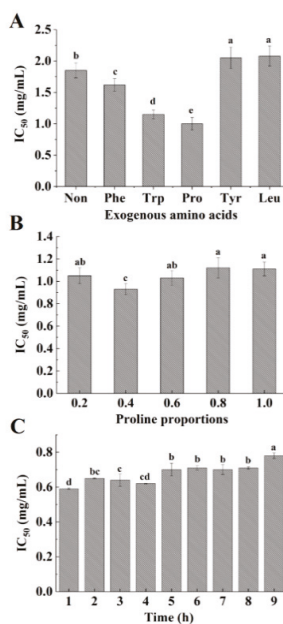 A
IC50 (mg/mL)
2.5
2.0
1.5
1.0
0.5
0.0
b
c
d
e
a
a
Non Phe Trp Pro Tyr Leu
Exogenous amino acids
B
IC50 (mg/mL)
1.4
1.2
1.0
0.8
0.6
0.4
0.2
0.0
ab
c
ab
a
a
0.2 0.4 0.6 0.8 1.0
Proline proportions
C
IC50 (mg/mL)
0.8
0.6
0.4
0.2
0.0
d
bc
c
cd
b
b
b
b
a
1 2 3 4 5 6 7 8 9
Time (h)